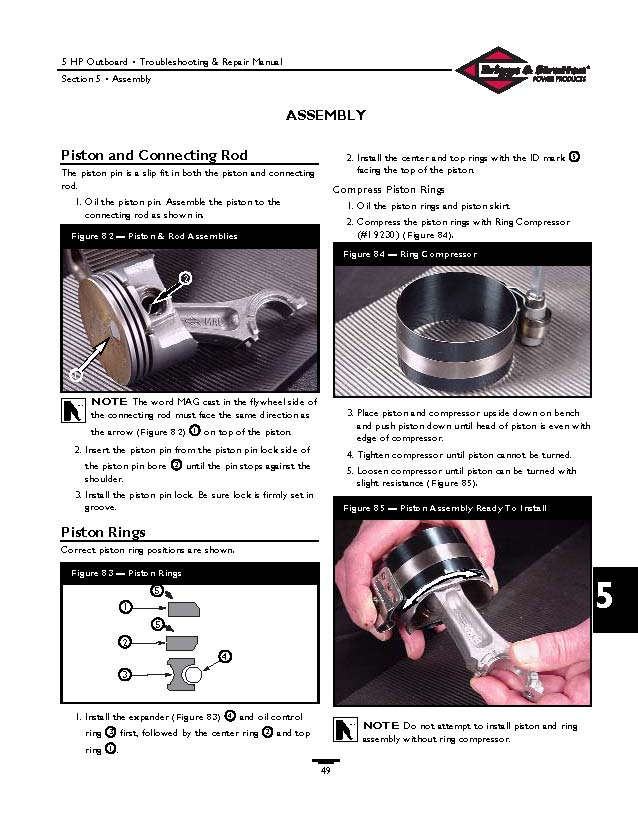 5 HP Outboard • Troubleshooting & Repair Manual
Section 5 • Assembly
Briggs & Stratton
POWER PRODUCTS
ASSEMBLY
Piston and Connecting Rod
The piston pin is a slip fit in both the piston and connecting
rod.
1. Oil the piston pin. Assemble the piston to the
connecting rod as shown in.
Figure 82 — Piston & Rod Assemblies
2
1
MAG
NOTE: The word MAG cast in the flywheel side of
the connecting rod must face the same direction as
the arrow (Figure 82) 1 on top of the piston.
2. Insert the piston pin from the piston pin lock side of
the piston pin bore 2 until the pin stops against the
shoulder.
3. Install the piston pin lock. Be sure lock is firmly set in
groove.
Piston Rings
Correct piston ring positions are shown.
Figure 83 — Piston Rings
5
1
5
2
4
3
1. Install the expander (Figure 83) 4 and oil control
ring 3 first, followed by the center ring 2 and top
ring 1.
2. Install the center and top rings with the ID mark 5
facing the top of the piston.
Compress Piston Rings
1. Oil the piston rings and piston skirt.
2. Compress the piston rings with Ring Compressor
(#19230) (Figure 84).
Figure 84 — Ring Compressor
3. Place piston and compressor upside down on bench
and push piston down until head of piston is even with
edge of compressor.
4. Tighten compressor until piston cannot be turned.
5. Loosen compressor until piston can be turned with
slight resistance (Figure 85).
Figure 85 — Piston Assembly Ready To Install
NOTE: Do not attempt to install piston and ring
assembly without ring compressor.
5
49